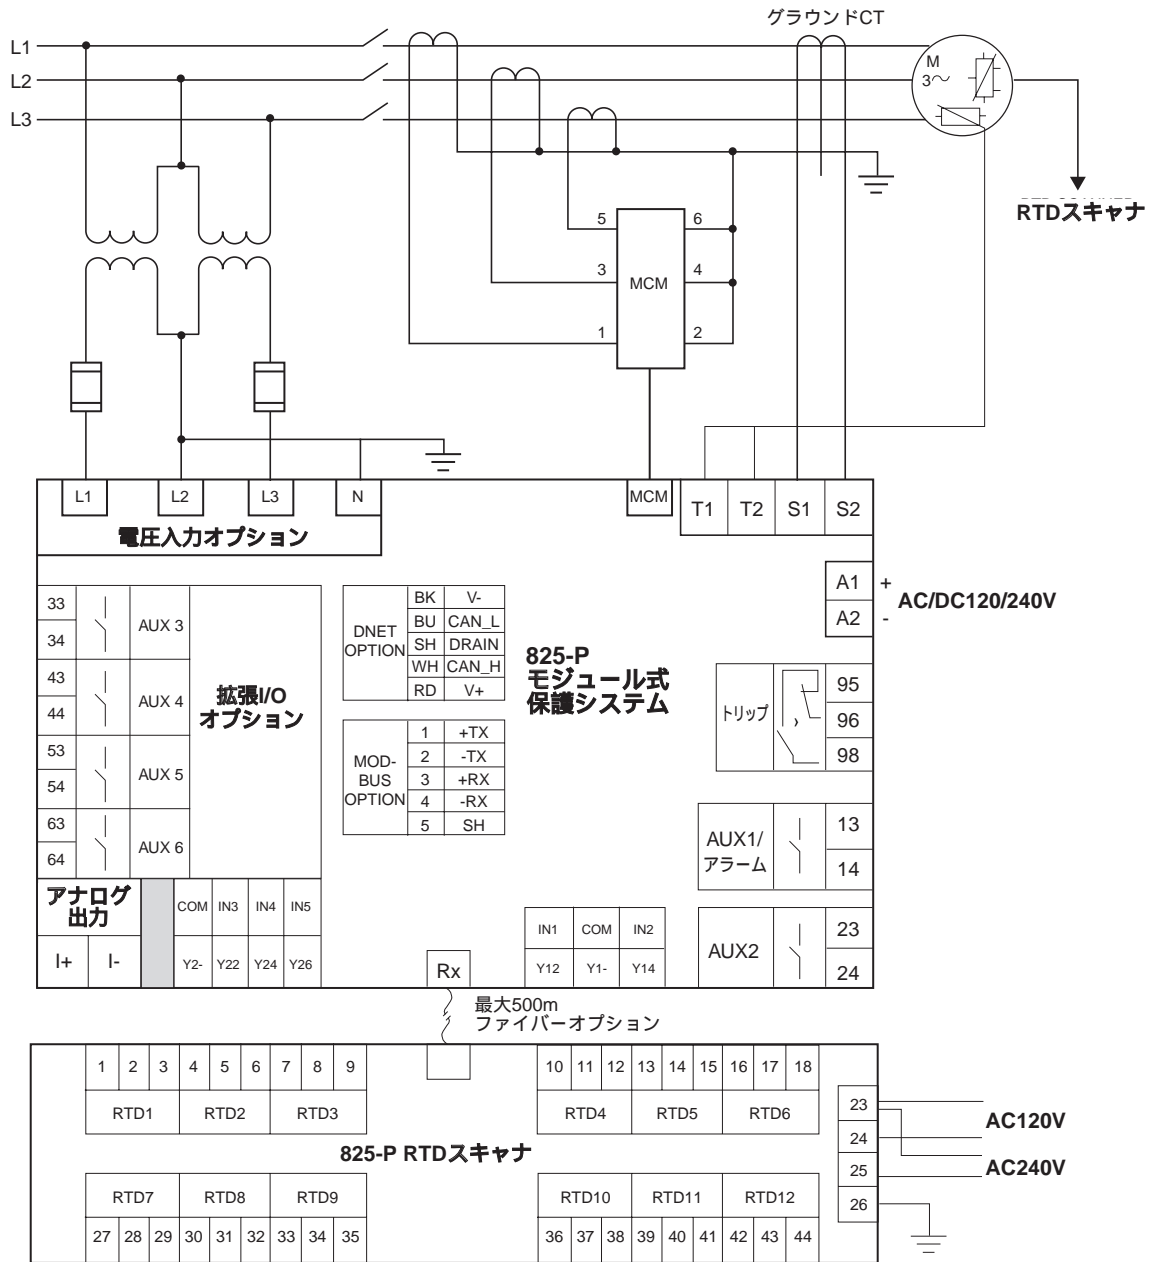 グラウンドCT
L1
L2
L3
M
3～
RTDスキャナ
5
6
3
MCM
4
1
2
L1
L2
L3
N
電圧入力オプション
MCM
T1
T2
S1
S2
A1
+
A2
-
AC/DC120/240V
33
34
AUX 3
43
44
AUX 4
53
54
AUX 5
63
64
AUX 6
拡張I/O
オプション
DNET
OPTION
BK V-
BU CAN_L
SH DRAIN
WH CAN_H
RD V+
MOD-
BUS
OPTION
1 +TX
2 -TX
3 +RX
4 -RX
5 SH
825-P
モジュール式
保護システム
トリップ
95
96
98
AUX1/
アラーム
13
14
AUX2
23
24
アナログ
出力
I+ I-
COM IN3 IN4 IN5
Y2- Y22 Y24 Y26
Rx
IN1 COM IN2
Y12 Y1- Y14
最大500m
ファイバーオプション
1 2 3 4 5 6 7 8 9
RTD1 RTD2 RTD3
10 11 12 13 14 15 16 17 18
RTD4 RTD5 RTD6
825-P RTDスキャナ
RTD7 RTD8 RTD9
27 28 29 30 31 32 33 34 35
RTD10 RTD11 RTD12
36 37 38 39 40 41 42 43 44
23
24
25
26
AC120V
AC240V